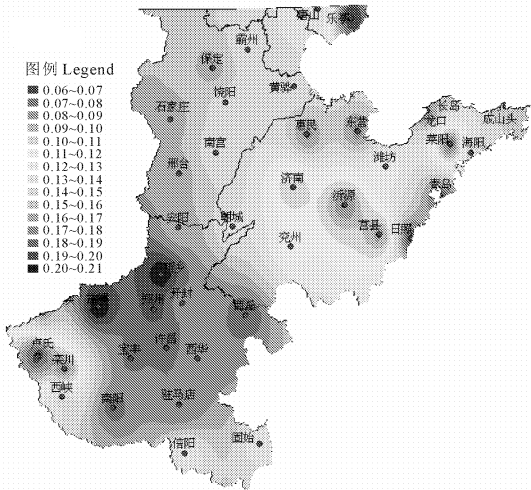 唐山
乐亭
霸州
保定
图例 Legend
0.06~0.07
0.07~0.08
0.08~0.09
0.09~0.10
0.10~0.11
0.11~0.12
0.12~0.13
0.13~0.14
0.14~0.15
0.15~0.16
0.16~0.17
0.17~0.18
0.18~0.19
0.19~0.20
0.20~0.21
饶阳
黄骅
石家庄
长岛
龙口
成山头
惠民
东营
莱阳
海阳
南宫
潍坊
邢台
济南
青岛
沂源
安阳
聊城
莒县
日照
兖州
开封
郑州
许昌
宝丰
西华
卢氏
栾川
西峡
南阳
驻马店
信阳
固始